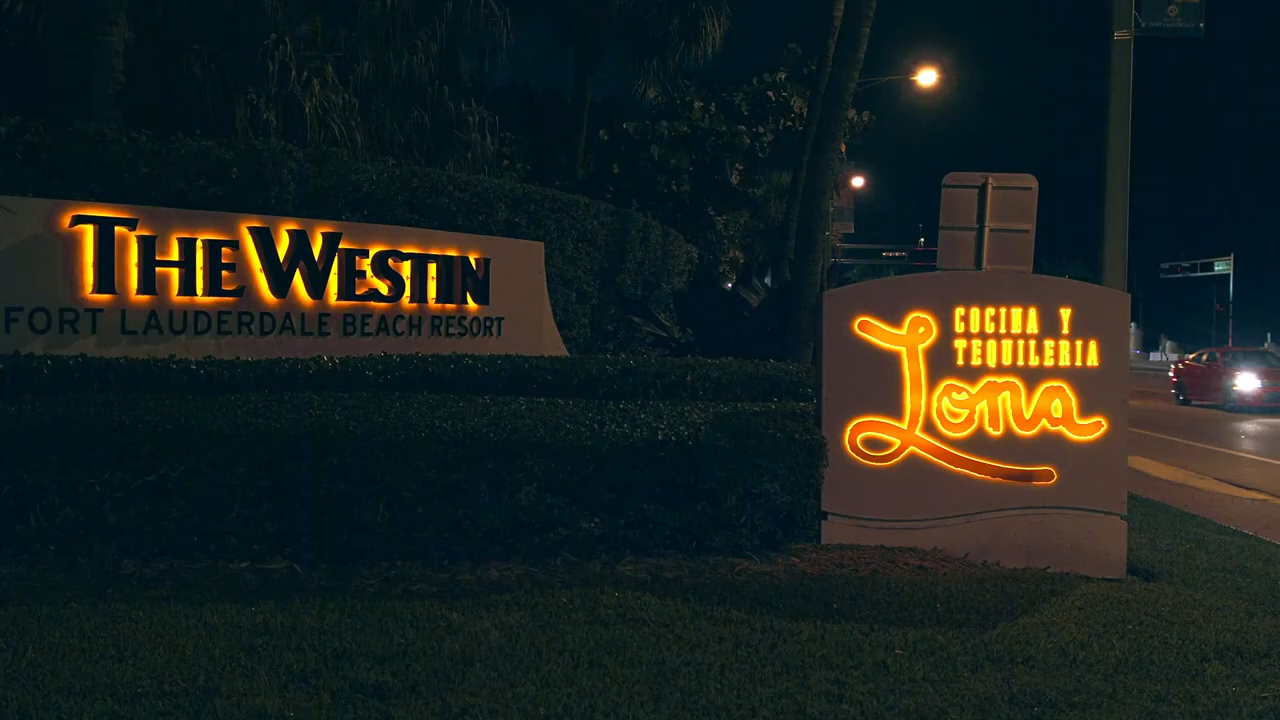 THE WESTIN
FORT LAUDERDALE BEACH RESORT
COCINA Y
TEQUILERIA
Lona